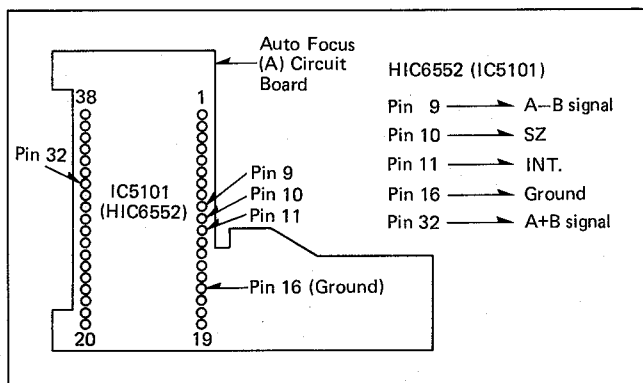 Auto Focus
(A) Circuit
Board
HIC6552 (IC5101)
Pin 9 A–B signal
Pin 10 SZ
Pin 11 INT.
Pin 16 Ground
Pin 32 A+B signal
38 1
Pin 32
IC5101
(HIC6552)
Pin 9
Pin 10
Pin 11
Pin 16 (Ground)
20 19